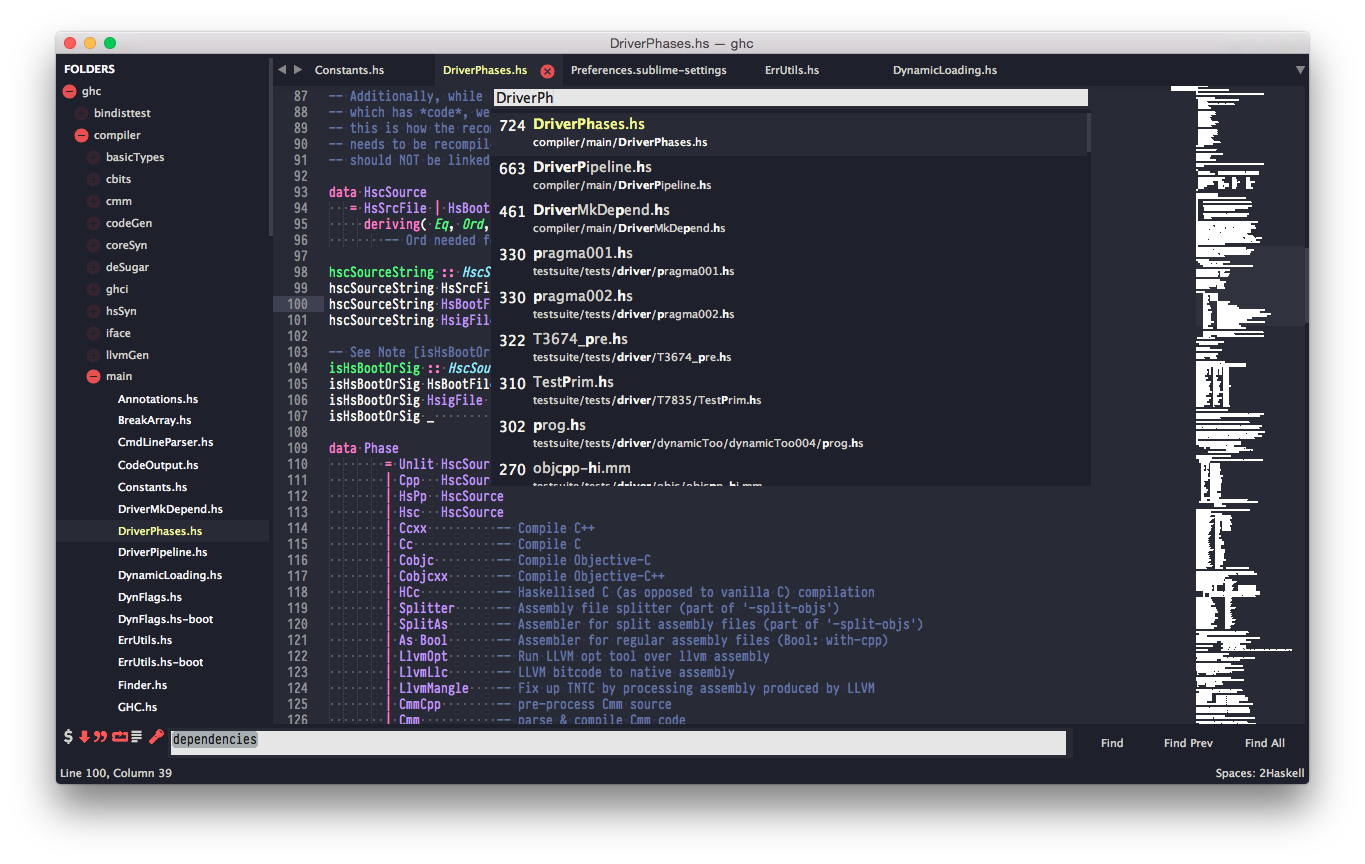 DriverPhases.hs — ghc
FOLDERS
ghc
bindisttest
compiler
basicTypes
cbits
cmm
codeGen
coreSyn
deSugar
ghci
hsSyn
iface
llvmGen
main
Annotations.hs
BreakArray.hs
CmdLineParser.hs
CodeOutput.hs
Constants.hs
DriverMkDepend.hs
DriverPhases.hs
DriverPipeline.hs
DynamicLoading.hs
DynFlags.hs
DynFlags.hs-boot
ErrUtils.hs
ErrUtils.hs-boot
Finder.hs
GHC.hs
Constants.hs DriverPhases.hs Preferences.sublime-settings ErrUtils.hs DynamicLoading.hs
DriverPh
724 DriverPhases.hs
compiler/main/DriverPhases.hs
663 DriverPipeline.hs
compiler/main/DriverPipeline.hs
461 DriverMkDepend.hs
compiler/main/DriverMkDepend.hs
330 pragma001.hs
testsuite/tests/driver/pragma001.hs
330 pragma002.hs
testsuite/tests/driver/pragma002.hs
322 T3674_pre.hs
testsuite/tests/driver/T3674_pre.hs
310 TestPrim.hs
testsuite/tests/driver/T7835/TestPrim.hs
302 prog.hs
testsuite/tests/driver/dynamicToo/dynamicToo004/prog.hs
270 objcpp-hi.mm
testsuite/tests/driver/objc/objcpp-hi.mm
87 -- Additionally, while
88 -- which has *code*, we
89 -- this is how the reco
90 -- needs to be recompil
91 -- should NOT be linked
92
93 data HscSource
94 = HsSrcFile | HsBoot
95 deriving( Eq, Ord,
96 -- Ord needed f
97
98 hscSourceString :: HscS
99 hscSourceString HsSrcFi
100 hscSourceString HsBootF
101 hscSourceString HsigFil
102
103 -- See Note [isHsBootOr
104 isHsBootOrSig :: HscSou
105 isHsBootOrSig HsBootFile
106 isHsBootOrSig HsigFile
107 isHsBootOrSig _
108
109 data Phase
110 = Unlit HscSour
111 | Cpp HscSour
112 | HsPp HscSource
113 | Hsc HscSource
114 | Ccxx -- Compile C++
115 | Cc -- Compile C
116 | Cobjc -- Compile Objective-C
117 | Cobjcxx -- Compile Objective-C++
118 | HCc -- Haskellised C (as opposed to vanilla C) compilation
119 | Splitter -- Assembly file splitter (part of '-split-objs')
120 | SplitAs -- Assembler for split assembly files (part of '-split-objs')
121 | As Bool -- Assembler for regular assembly files (Bool: with-cpp)
122 | LlvmOpt -- Run LLVM opt tool over llvm assembly
123 | LlvmLlc -- LLVM bitcode to native assembly
124 | LlvmMangle -- Fix up TNTC by processing assembly produced by LLVM
125 | CmmCpp -- pre-process Cmm source
126 | Cmm -- parse & compile Cmm code
dependencies
Find Find Prev Find All
Line 100, Column 39
Spaces: 2 Haskell